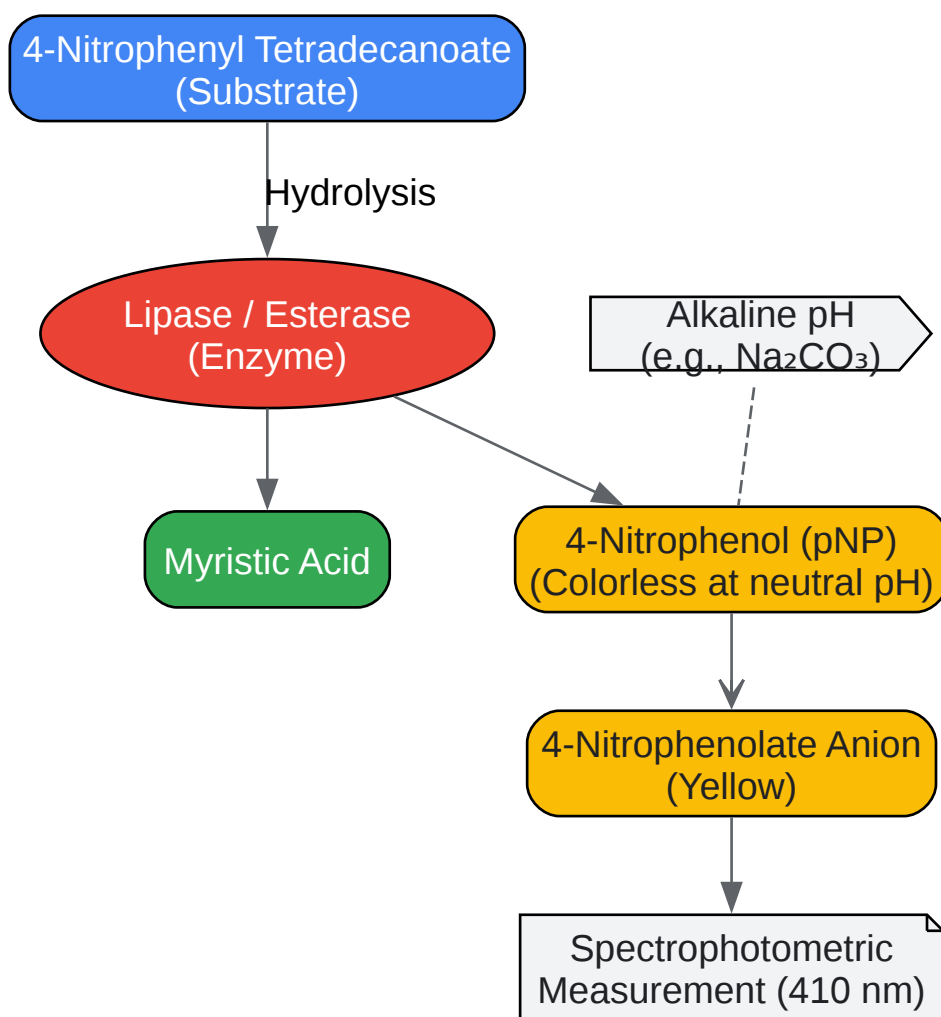 4-Nitrophenyl Tetradecanoate
(Substrate)
Hydrolysis
Lipase / Esterase
(Enzyme)
Alkaline pH
(e.g., Na₂CO₃)
Myristic Acid
4-Nitrophenol (pNP)
(Colorless at neutral pH)
4-Nitrophenolate Anion
(Yellow)
Spectrophotometric
Measurement (410 nm)